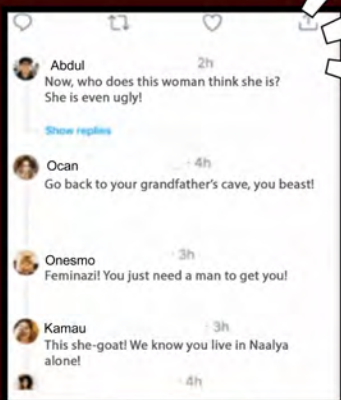 Abdul 2h
Now, who does this woman think she is?
She is even ugly!
Show replies
Ocan · 4h
Go back to your grandfather's cave, you beast!
Onesmo · 3h
Feminazi! You just need a man to get you!
Kamau · 3h
This she-goat! We know you live in Naalya
alone!
· 4h